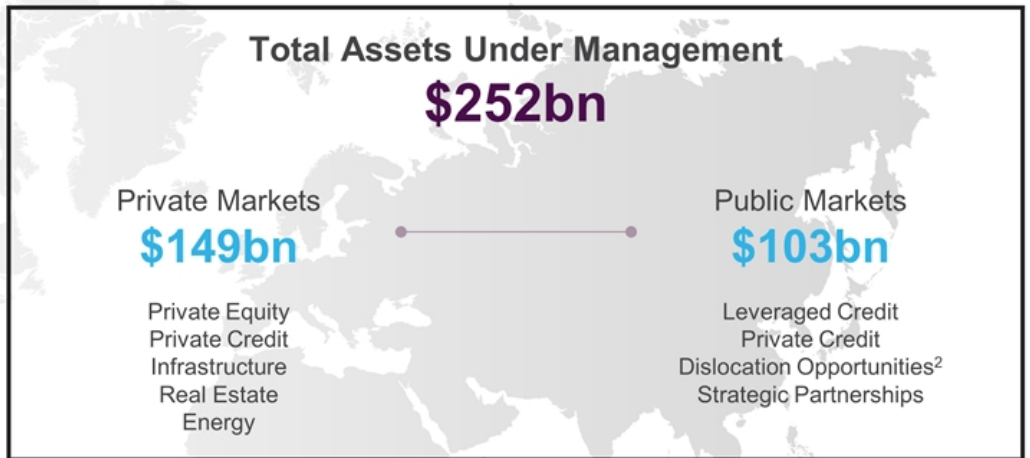 Total Assets Under Management
$252bn
Private Markets
$149bn
Private Equity
Private Credit
Infrastructure
Real Estate
Energy
Public Markets
$103bn
Leveraged Credit
Private Credit
Dislocation Opportunities²
Strategic Partnerships